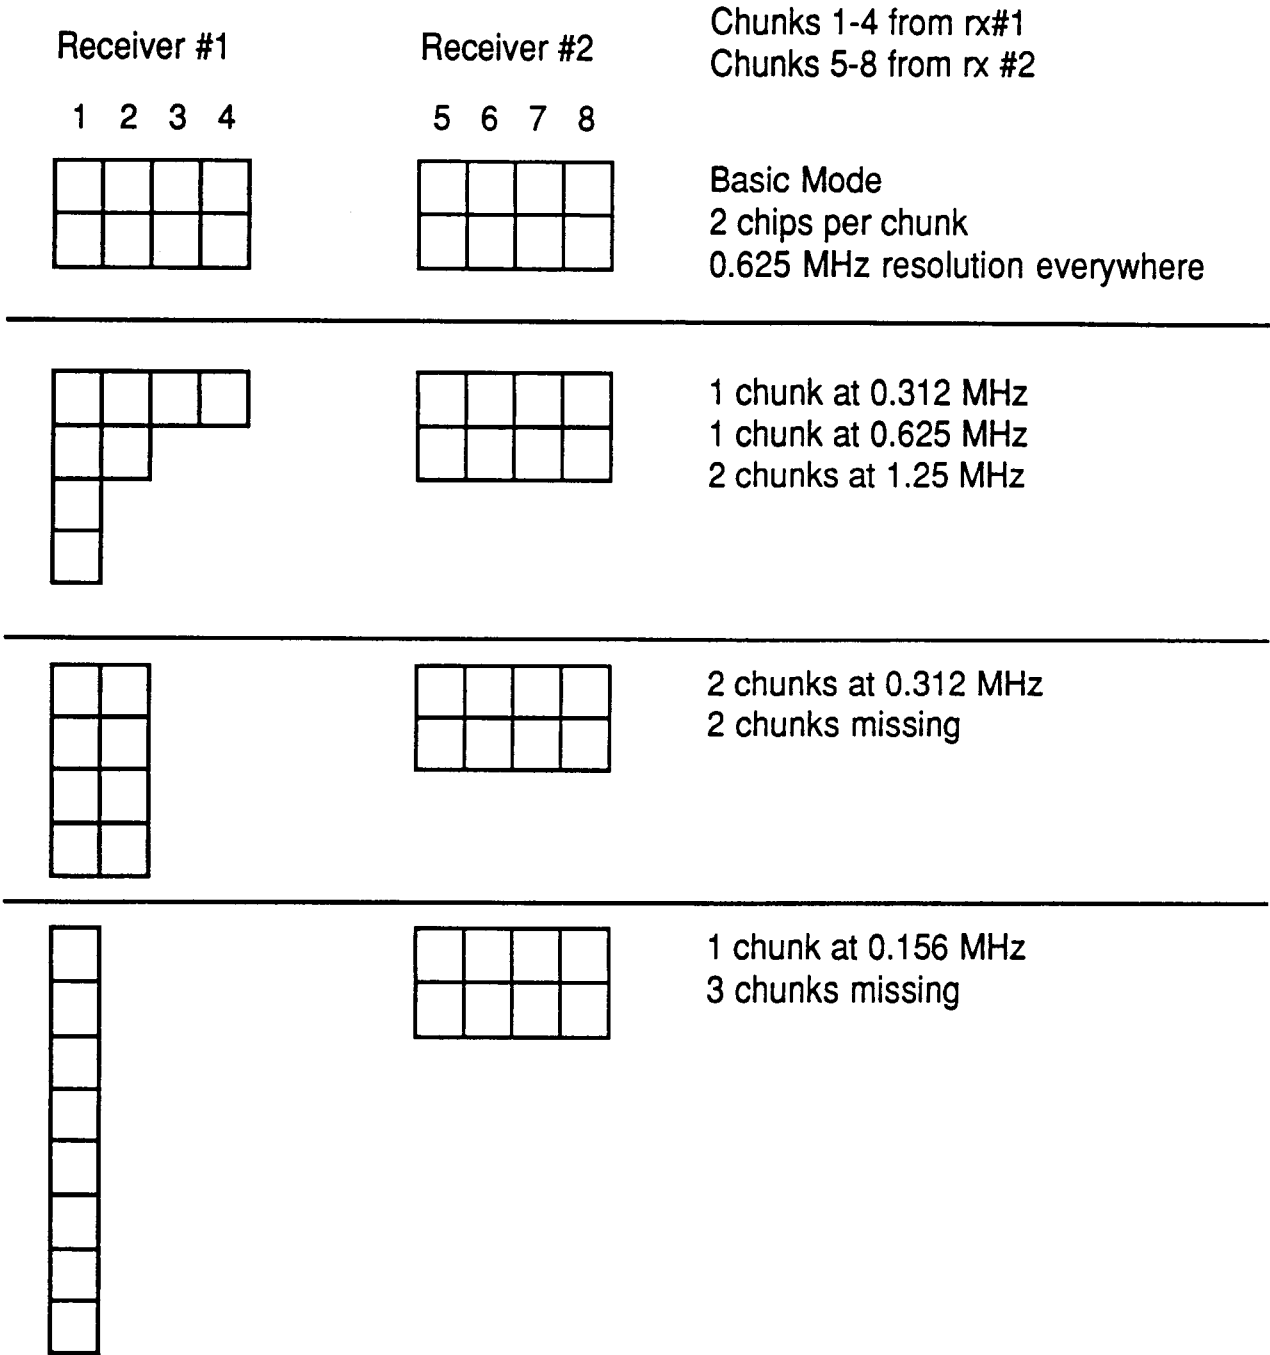 Receiver #1
Receiver #2
Chunks 1-4 from rx#1
Chunks 5-8 from rx #2
1 2 3 4
5 6 7 8
Basic Mode
2 chips per chunk
0.625 MHz resolution everywhere
1 chunk at 0.312 MHz
1 chunk at 0.625 MHz
2 chunks at 1.25 MHz
2 chunks at 0.312 MHz
2 chunks missing
1 chunk at 0.156 MHz
3 chunks missing